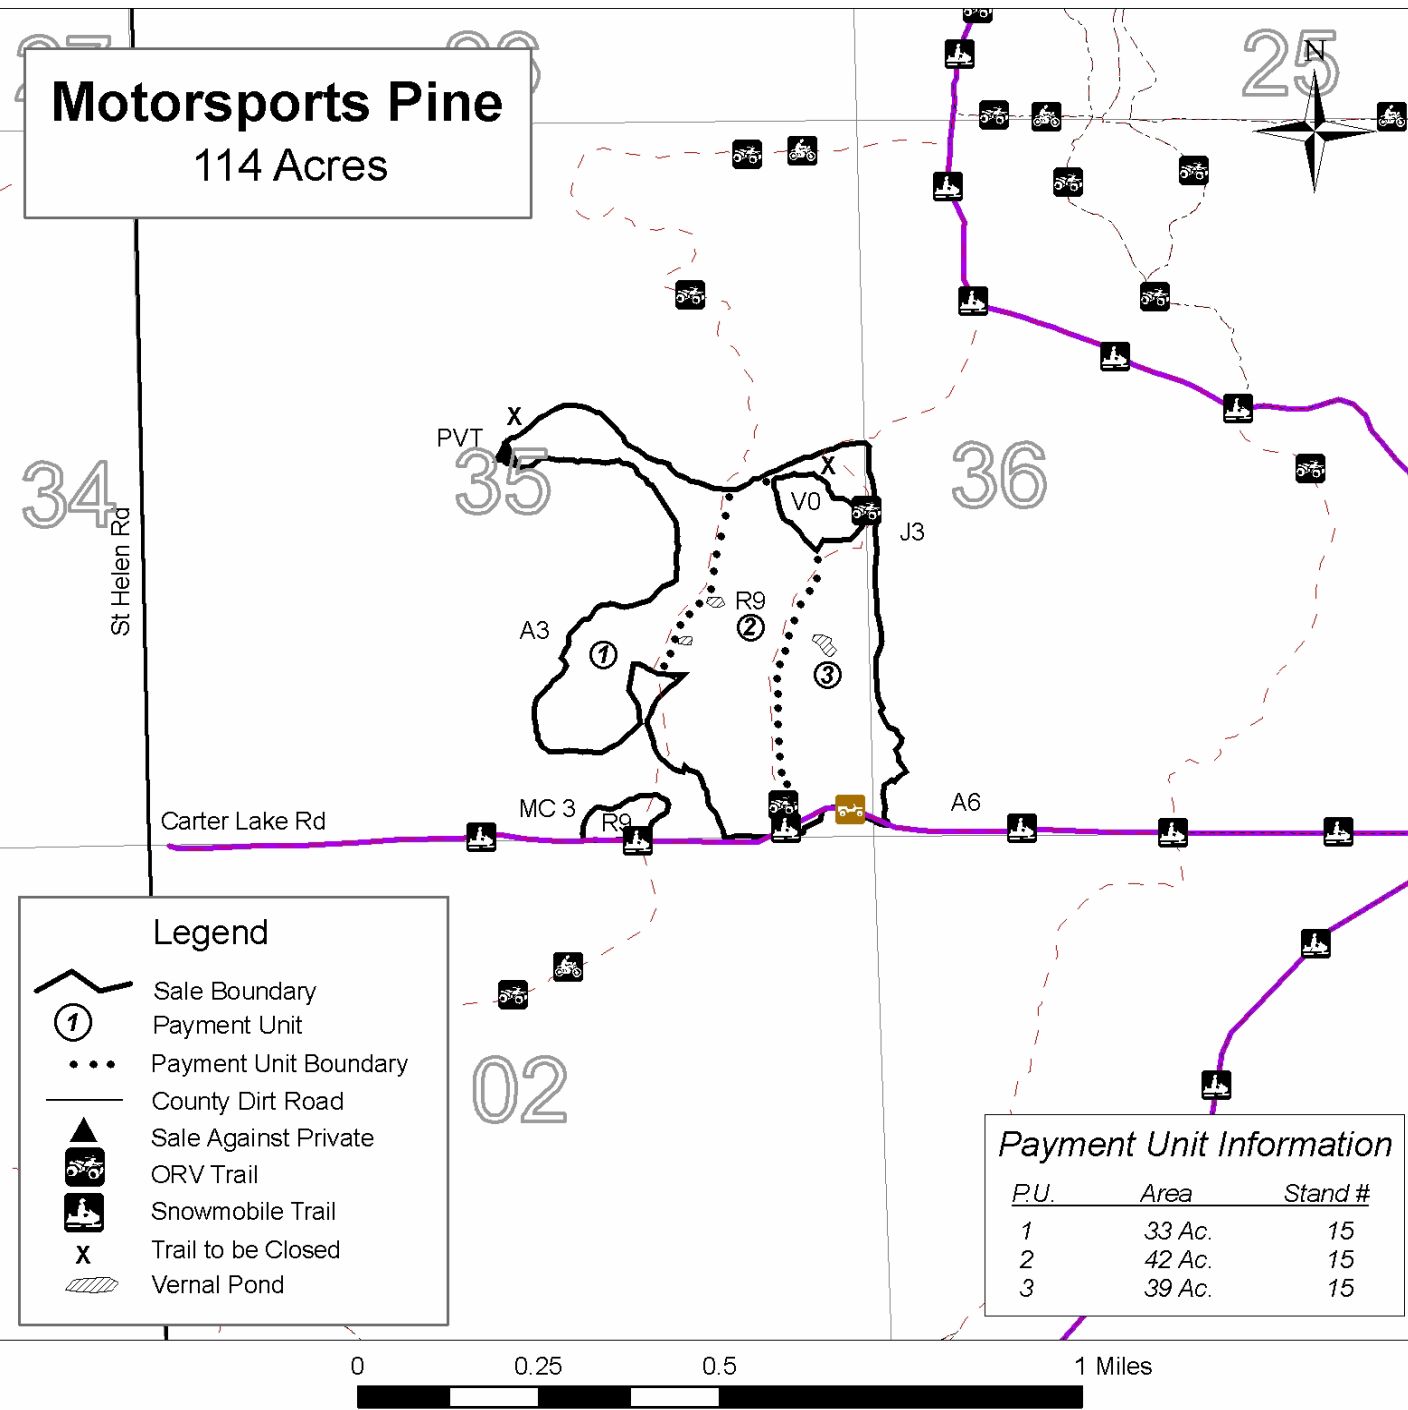 27
26
25
N
Motorsports Pine
114 Acres
X
PVT
35
34
36
X
V0
J3
St Helen Rd
R9
2
A3
1
3
MC 3
R9
A6
Carter Lake Rd
02
Legend
Sale Boundary
1 Payment Unit
Payment Unit Boundary
County Dirt Road
Sale Against Private
ORV Trail
Snowmobile Trail
X Trail to be Closed
Vernal Pond
Payment Unit Information
P.U. Area Stand #
1 33 Ac. 15
2 42 Ac. 15
3 39 Ac. 15
0 0.25 0.5 1 Miles